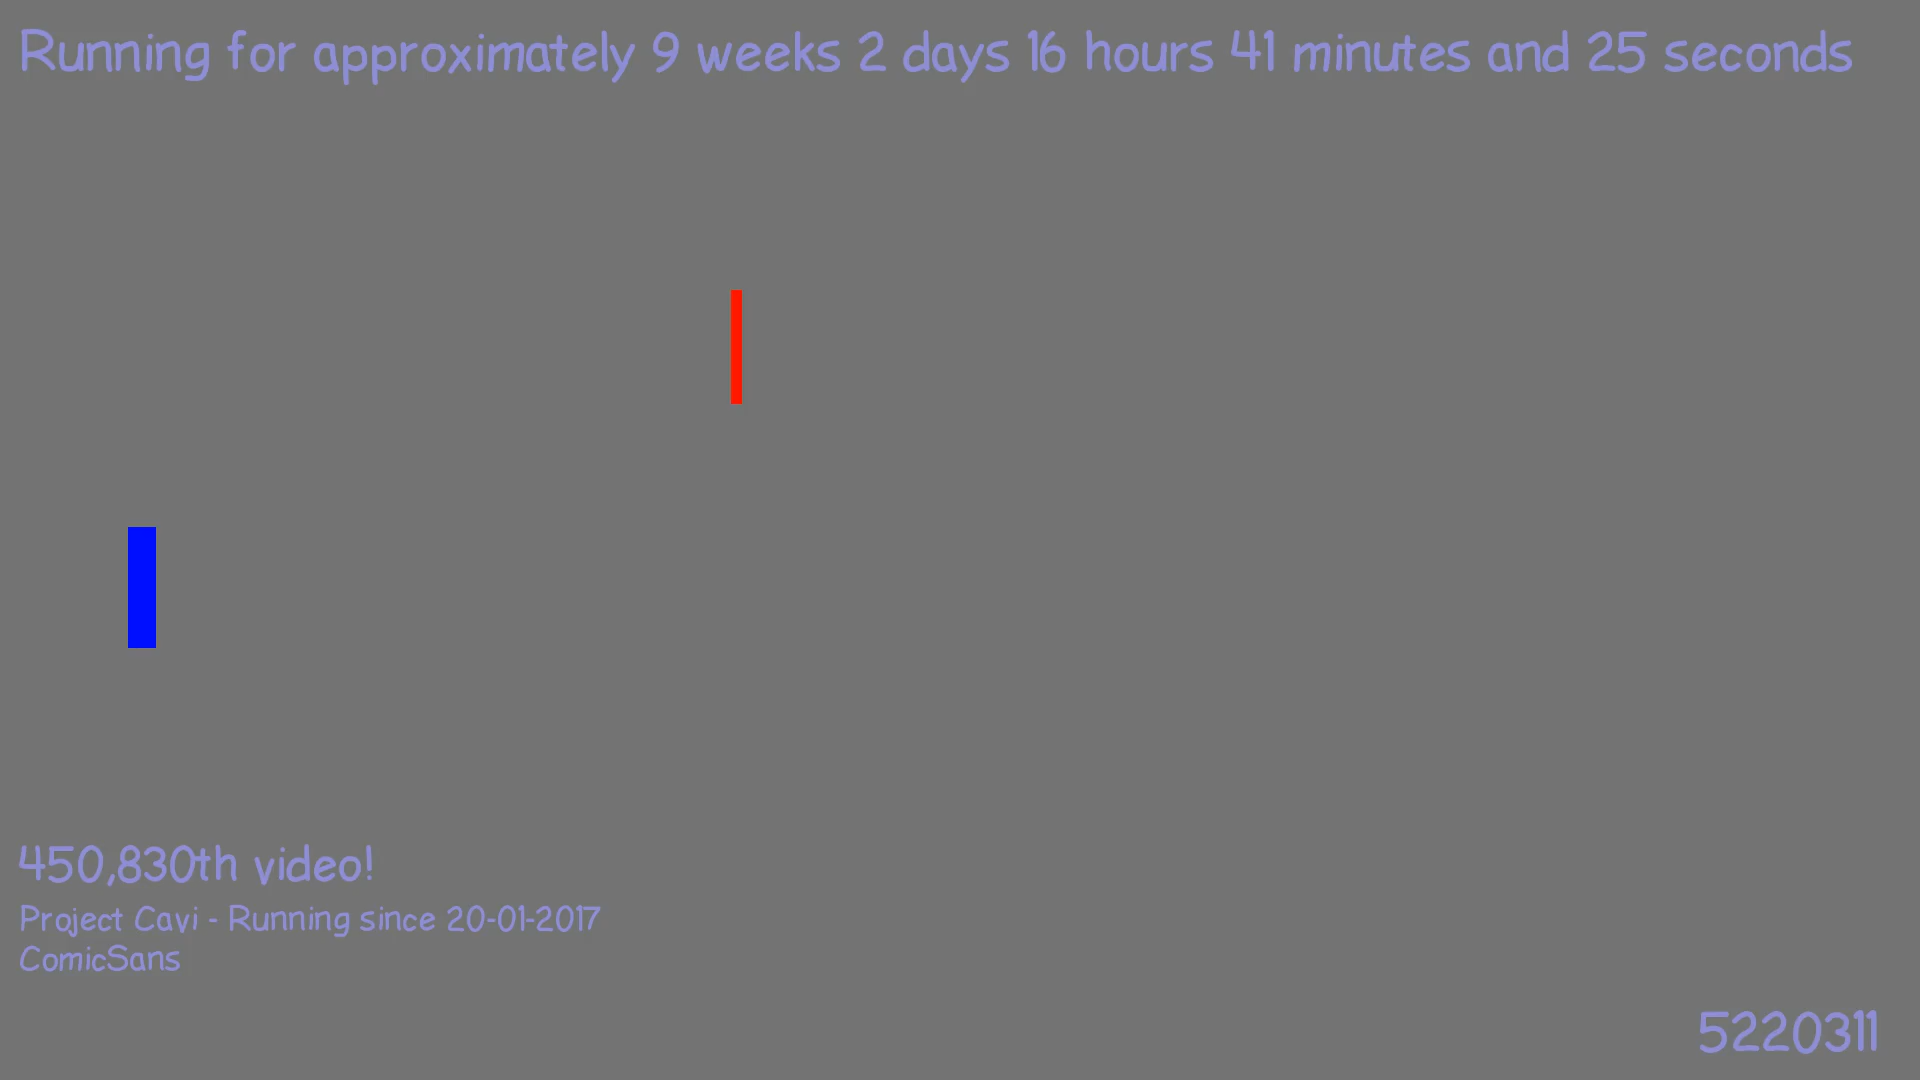 Running for approximately 9 weeks 2 days 16 hours 41 minutes and 25 seconds
450,830th video!
Project Cavi - Running since 20-01-2017
ComicSans
5220311